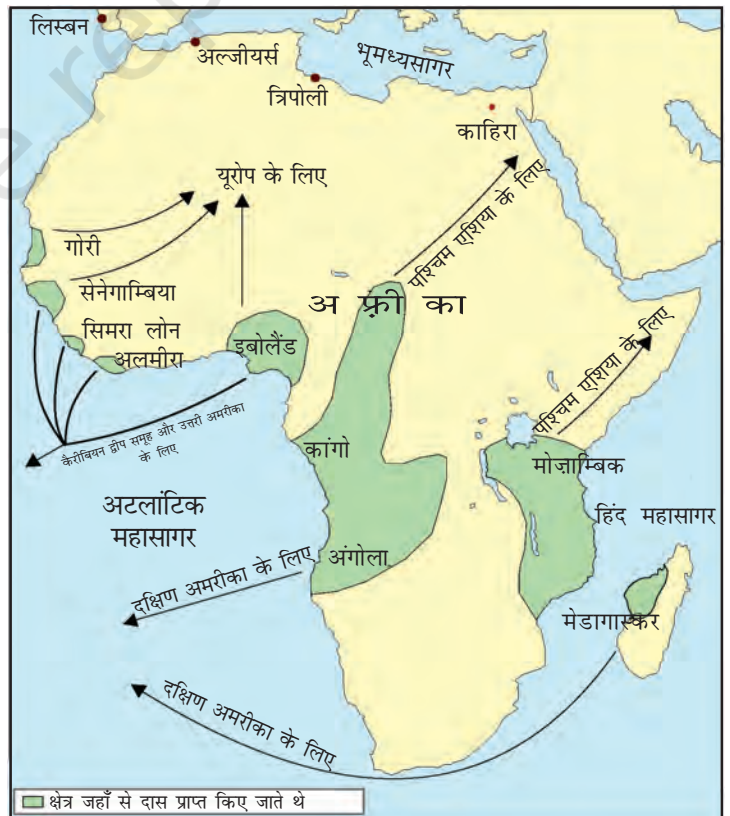 लिस्बन
अल्जीयर्स
भूमध्यसागर
त्रिपोली
काहिरा
यूरोप के लिए
पश्चिम एशिया के लिए
गोरी
सेनेगाम्बिया
अ फ़्री का
सिमरा लोन
अलमीरा
इबोलैंड
पश्चिम एशिया के लिए
कैरीबियन द्वीप समूह और उत्तरी अमरीका
के लिए
कांगो
मोज़ाम्बिक
अटलांटिक
महासागर
हिंद महासागर
अंगोला
दक्षिण अमरीका के लिए
मेडागास्कर
दक्षिण अमरीका के लिए
क्षेत्र जहाँ से दास प्राप्त किए जाते थे